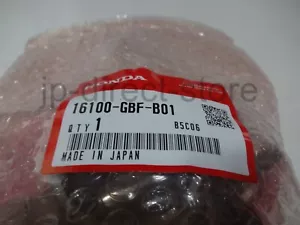 HONDA
jp-direct-store
16100-GBF-B01
QTY 1 B5C06
MADE IN JAPAN